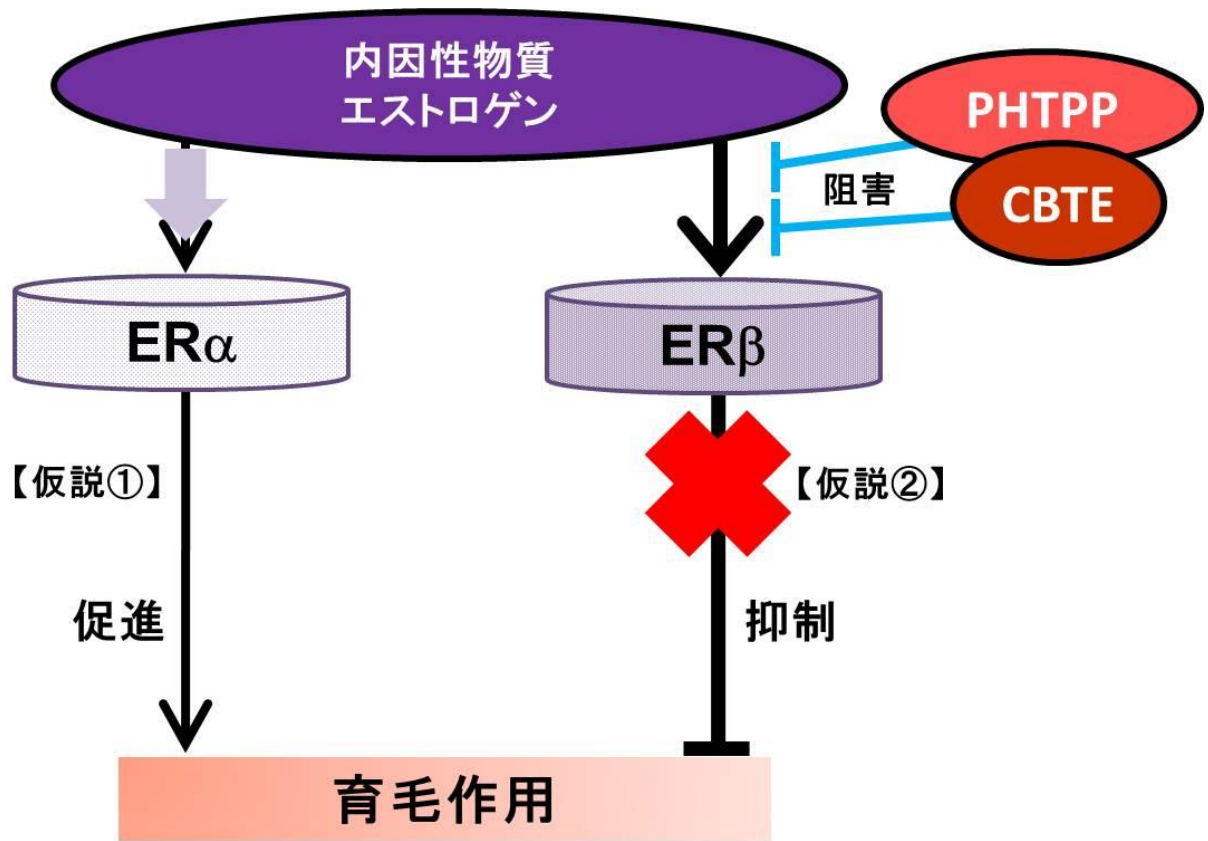 内因性物質
エストロゲン
PHTPP
阻害
CBTE
ERα
ERβ
【仮説①】
【仮説②】
促進
抑制
育毛作用